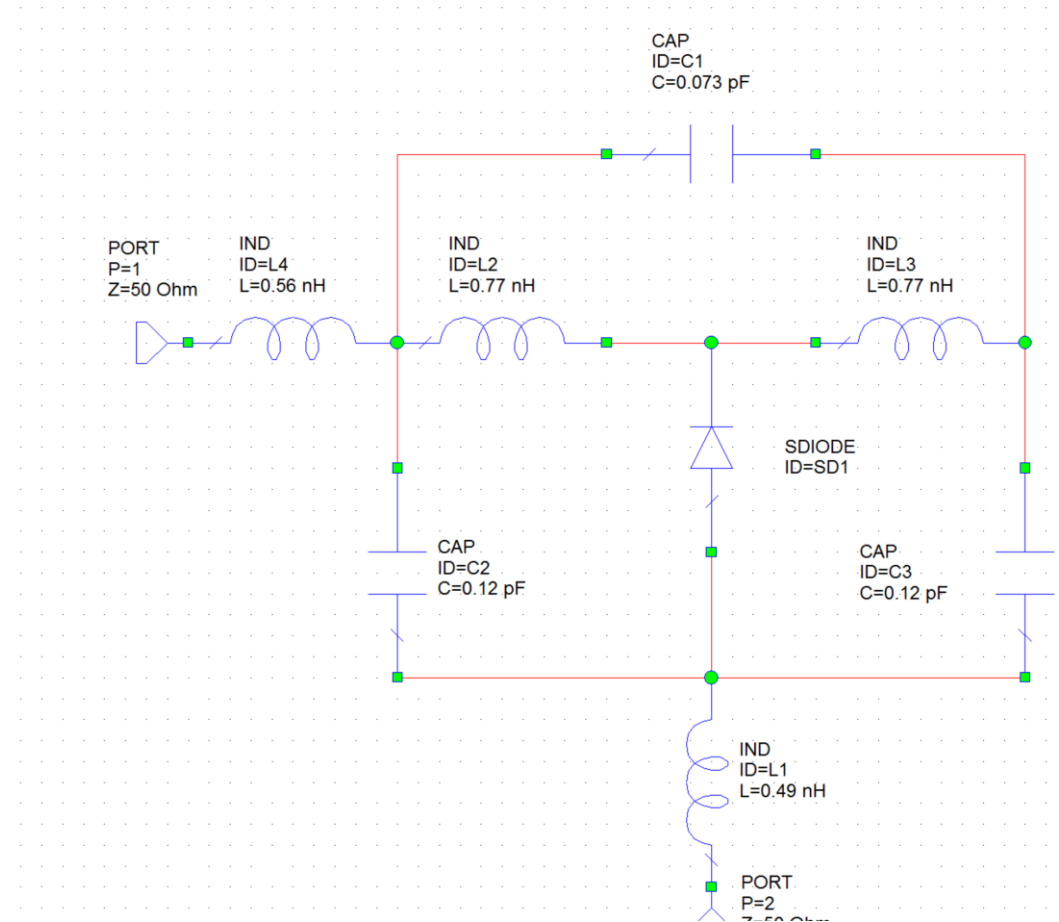 CAP
ID=C1
C=0.073 pF
PORT
P=1
Z=50 Ohm
IND
ID=L4
L=0.56 nH
IND
ID=L2
L=0.77 nH
IND
ID=L3
L=0.77 nH
SDIODE
ID=SD1
CAP
ID=C2
C=0.12 pF
CAP
ID=C3
C=0.12 pF
IND
ID=L1
L=0.49 nH
PORT
P=2
Z=50 Ohm